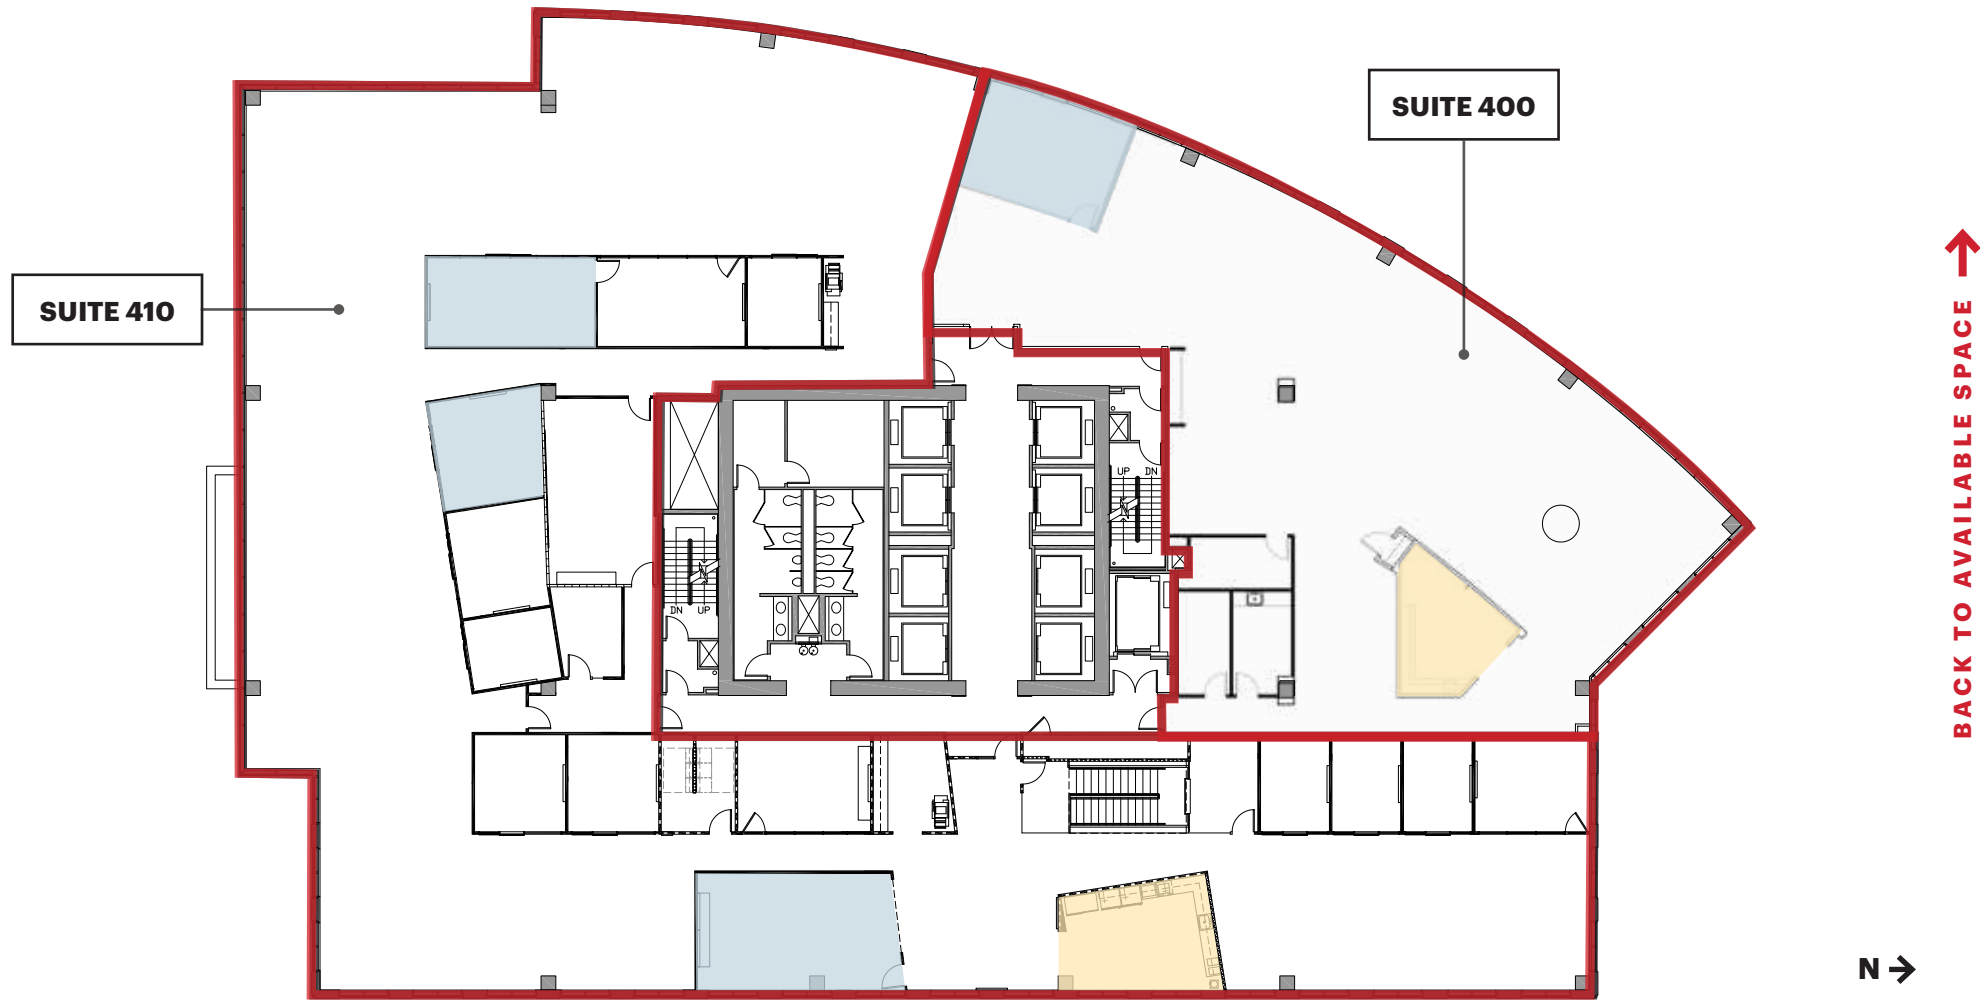 SUITE 400
SUITE 410
UP DN
DN UP
BACK TO AVAILABLE SPACE
N